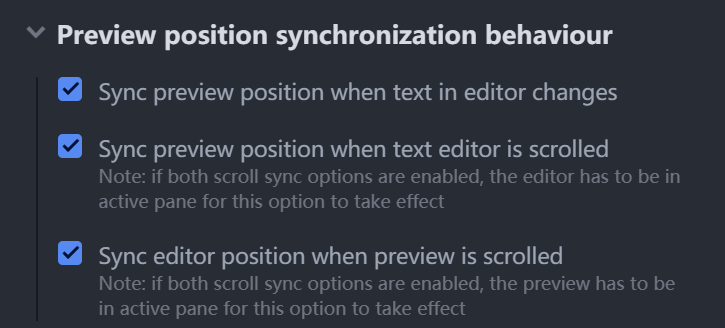 Preview position synchronization behaviour
Sync preview position when text in editor changes
Sync preview position when text editor is scrolled
Note: if both scroll sync options are enabled, the editor has to be in
active pane for this option to take effect
Sync editor position when preview is scrolled
Note: if both scroll sync options are enabled, the preview has to be
in active pane for this option to take effect